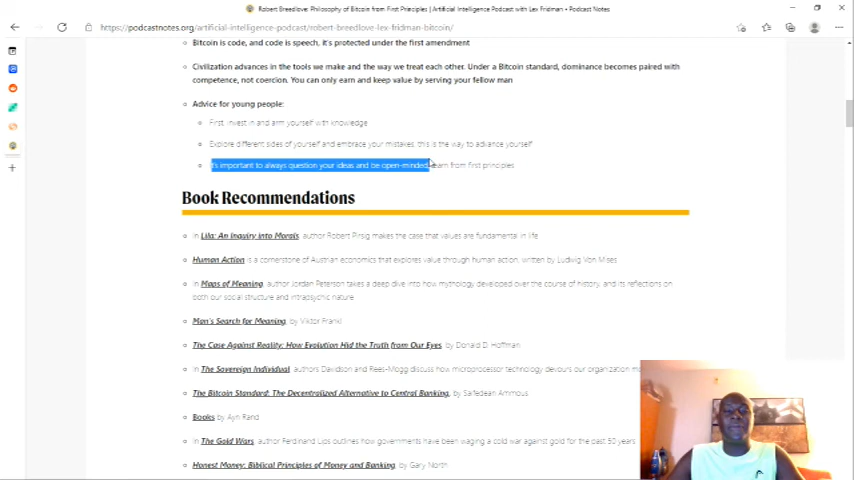 Robert Breedlove: Philosophy of Bitcoin from First Principles | Artificial Intelligence Podcast with Lex Fridman • Podcast Notes
https://podcastnotes.org/artificial-intelligence-podcast/robert-breedlove-lex-fridman-bitcoin/
Bitcoin is code, and code is speech, it's protected under the first amendment
Civilization advances in the tools we make and the way we treat each other. Under a Bitcoin standard, dominance becomes paired with
competence, not coercion. You can only earn and keep value by serving your fellow man
Advice for young people:
First, invest in and arm yourself with knowledge
Explore different sides of yourself and embrace your mistakes; this is the way to advance yourself
It's important to always question your ideas and be open-minded; learn from first principles
Book Recommendations
In Lila: An Inquiry into Morals, author Robert Pirsig makes the case that values are fundamental in life
Human Action is a cornerstone of Austrian economics that explores value through human action, written by Ludwig Von Mises
In Maps of Meaning, author Jordan Peterson takes a deep dive into how mythology developed over the course of history, and its reflections on
both our social structure and intrapsychic nature
Man's Search for Meaning, by Viktor Frankl
The Case Against Reality: How Evolution Hid the Truth from Our Eyes, by Donald D. Hoffman
In The Sovereign Individual, authors Davidson and Rees-Mogg discuss how microprocessor technology devours our organization
The Bitcoin Standard: The Decentralized Alternative to Central Banking, by Saifedean Ammous
Books by Ayn Rand
In The Gold Wars, author Ferdinand Lips outlines how governments have been waging a cold war against gold for the past 50 years
Honest Money: Biblical Principles of Money and Banking, by Gary North